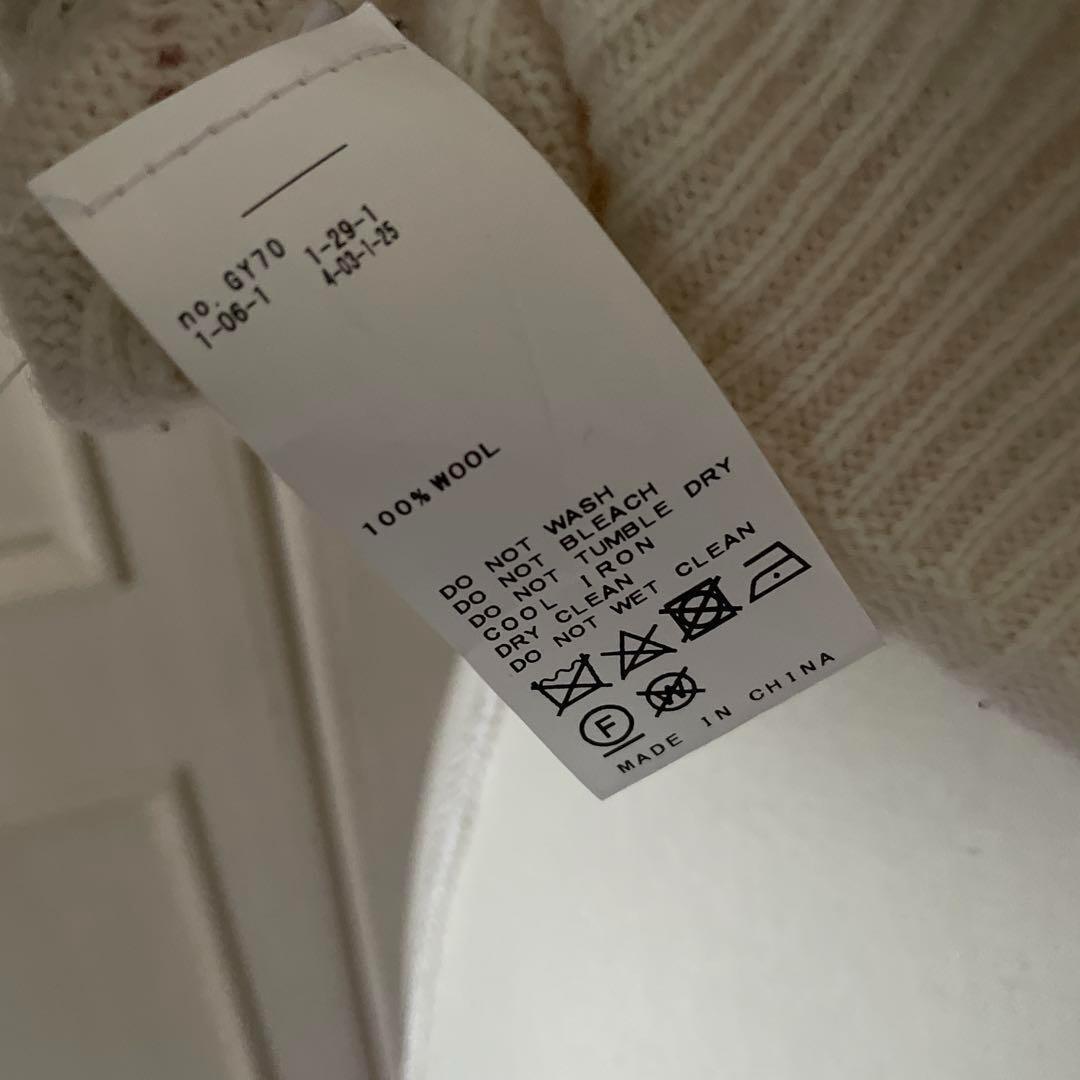 no. GY70 1-29-1
1-06-1 4-03-1-25
100% WOOL
DO NOT WASH
DO NOT BLEACH
DO NOT TUMBLE DRY
COOL IRON
DRY CLEAN
DO NOT WET CLEAN
F W
MADE IN CHINA